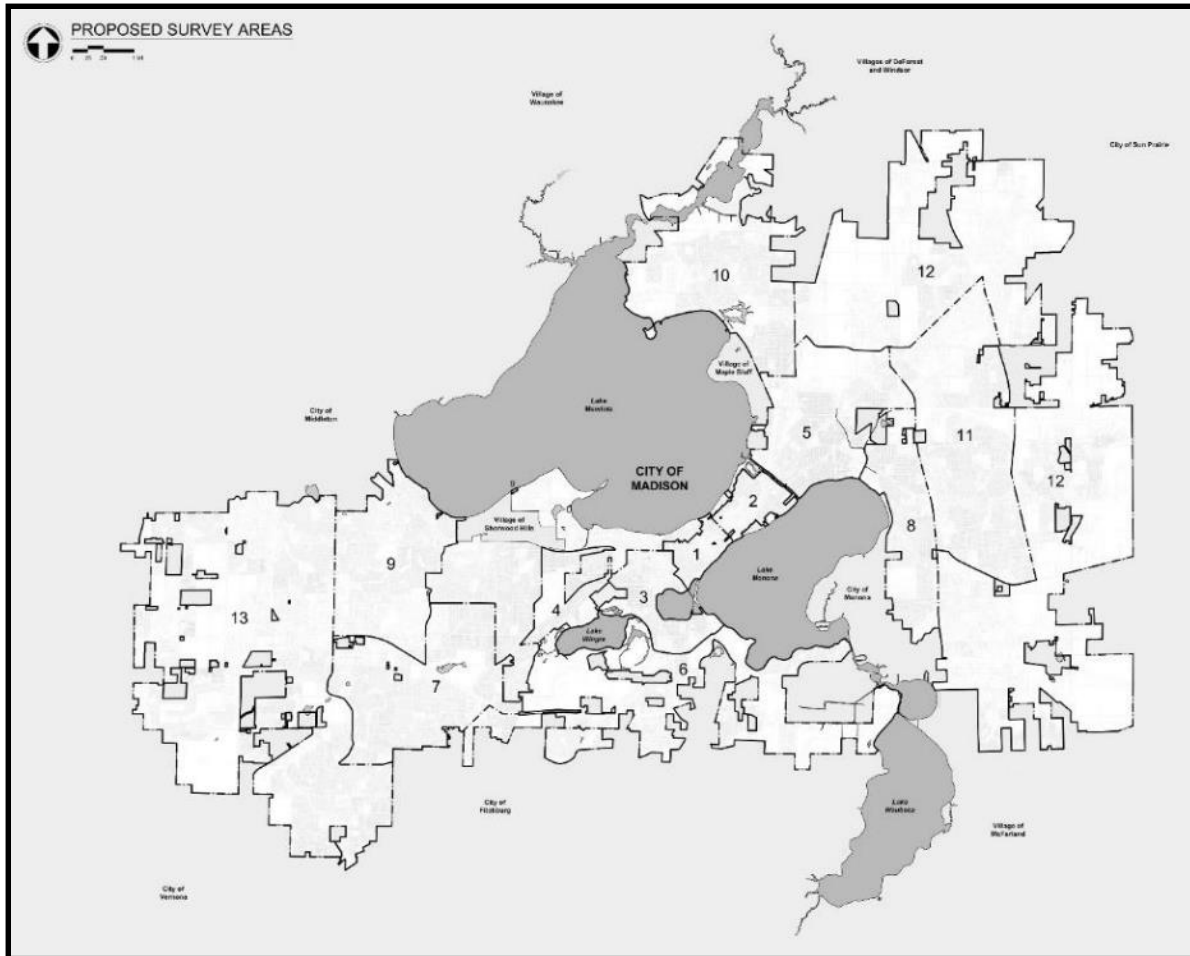 PROPOSED SURVEY AREAS
Villages of DeForest
and Windsor
Village of
Waunakee
City of Sun Prairie
10
12
Village of
Maple Bluff
City of
Middleton
Lake
Mendota
5
11
CITY OF
MADISON
2
12
Village of
Shorewood Hills
8
9
1
Lake
Monona
City of
Monona
4
3
13
Lake
Wingra
6
7
City of
Fitchburg
Lake
Waubesa
Village of
McFarland
City of
Verona